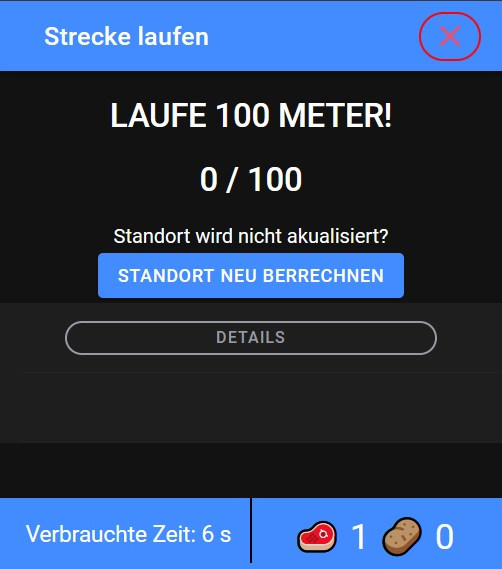 Strecke laufen
LAUFE 100 METER!
0 / 100
Standort wird nicht akualisiert?
STANDORT NEU BERRECHNEN
DETAILS
Verbrauchte Zeit: 6 s
1 0